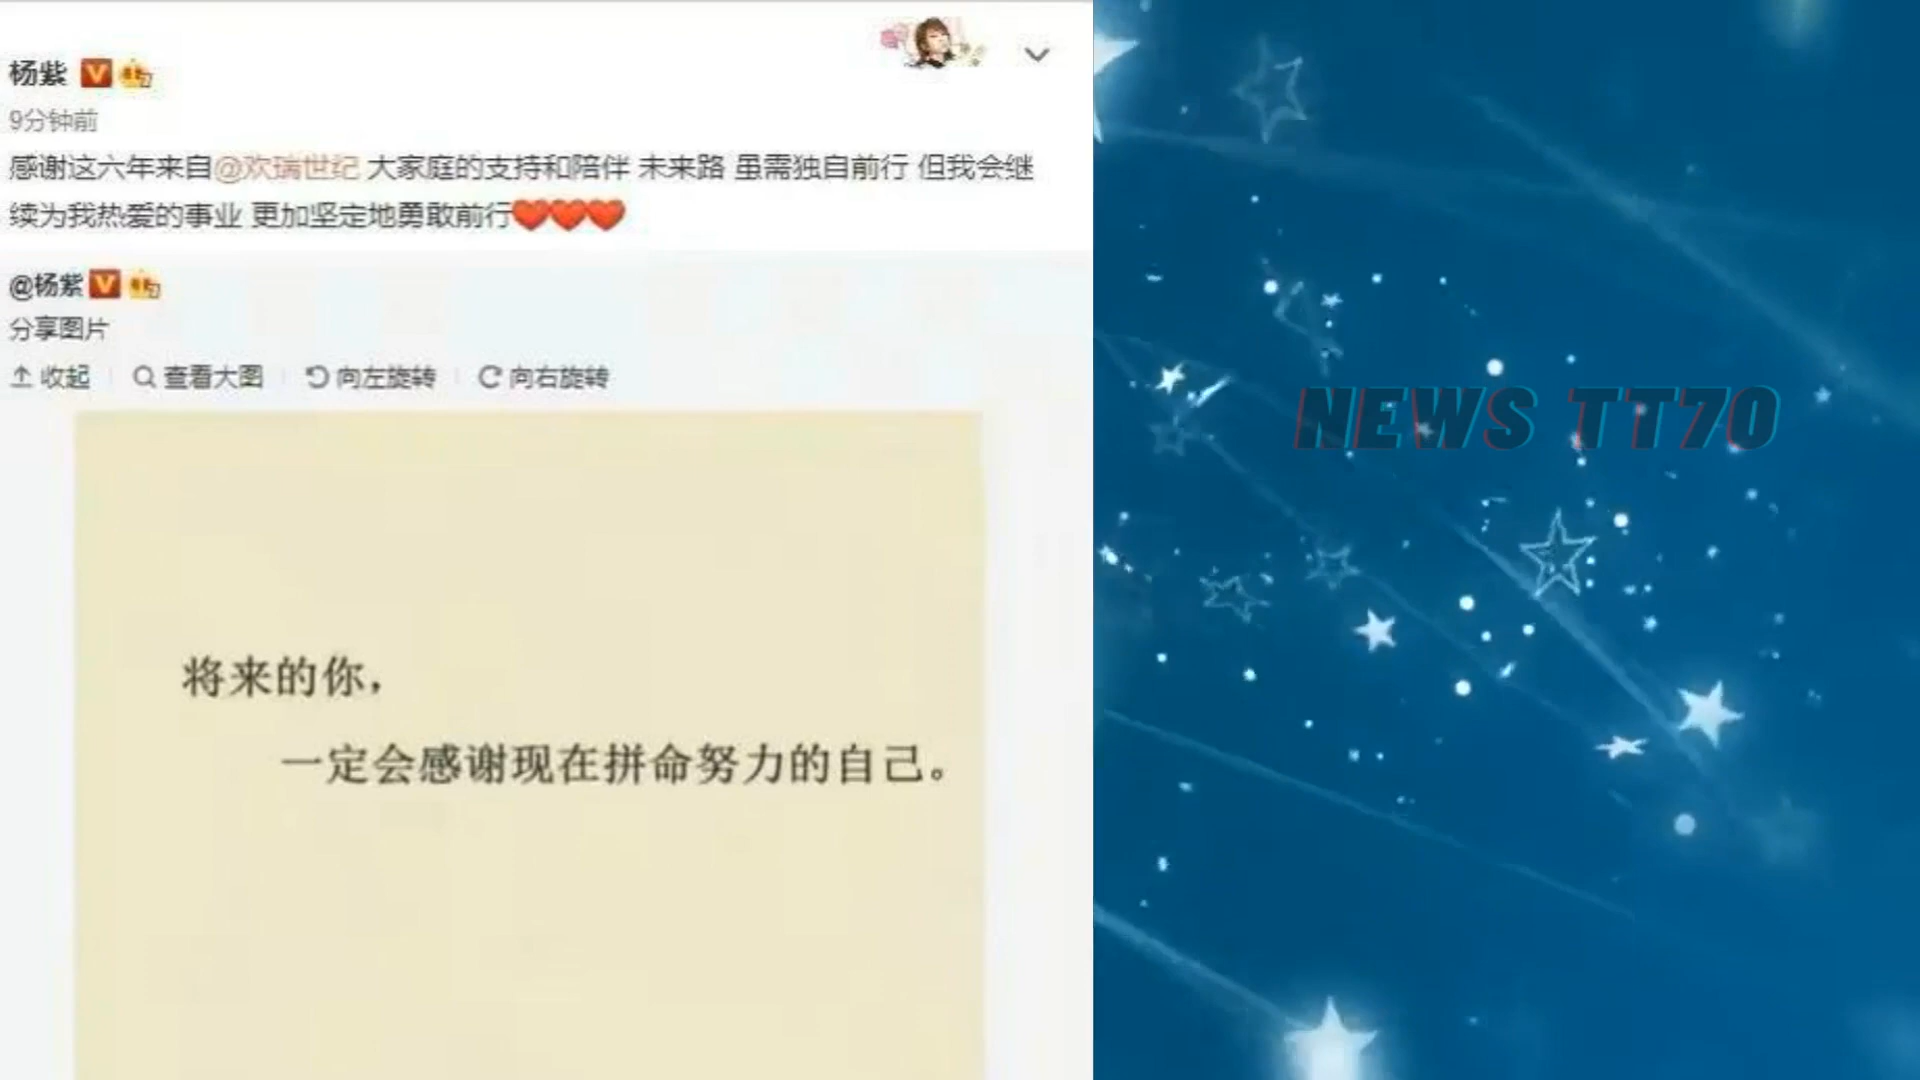 杨紫
9分钟前
感谢这六年来自@欢瑞世纪 大家庭的支持和陪伴 未来路 虽需独自前行 但我会继
续为我热爱的事业 更加坚定地勇敢前行❤❤❤
@杨紫
分享图片
收起 查看大图 向左旋转 向右旋转
将来的你，
一定会感谢现在拼命努力的自己。
NEWS TT70